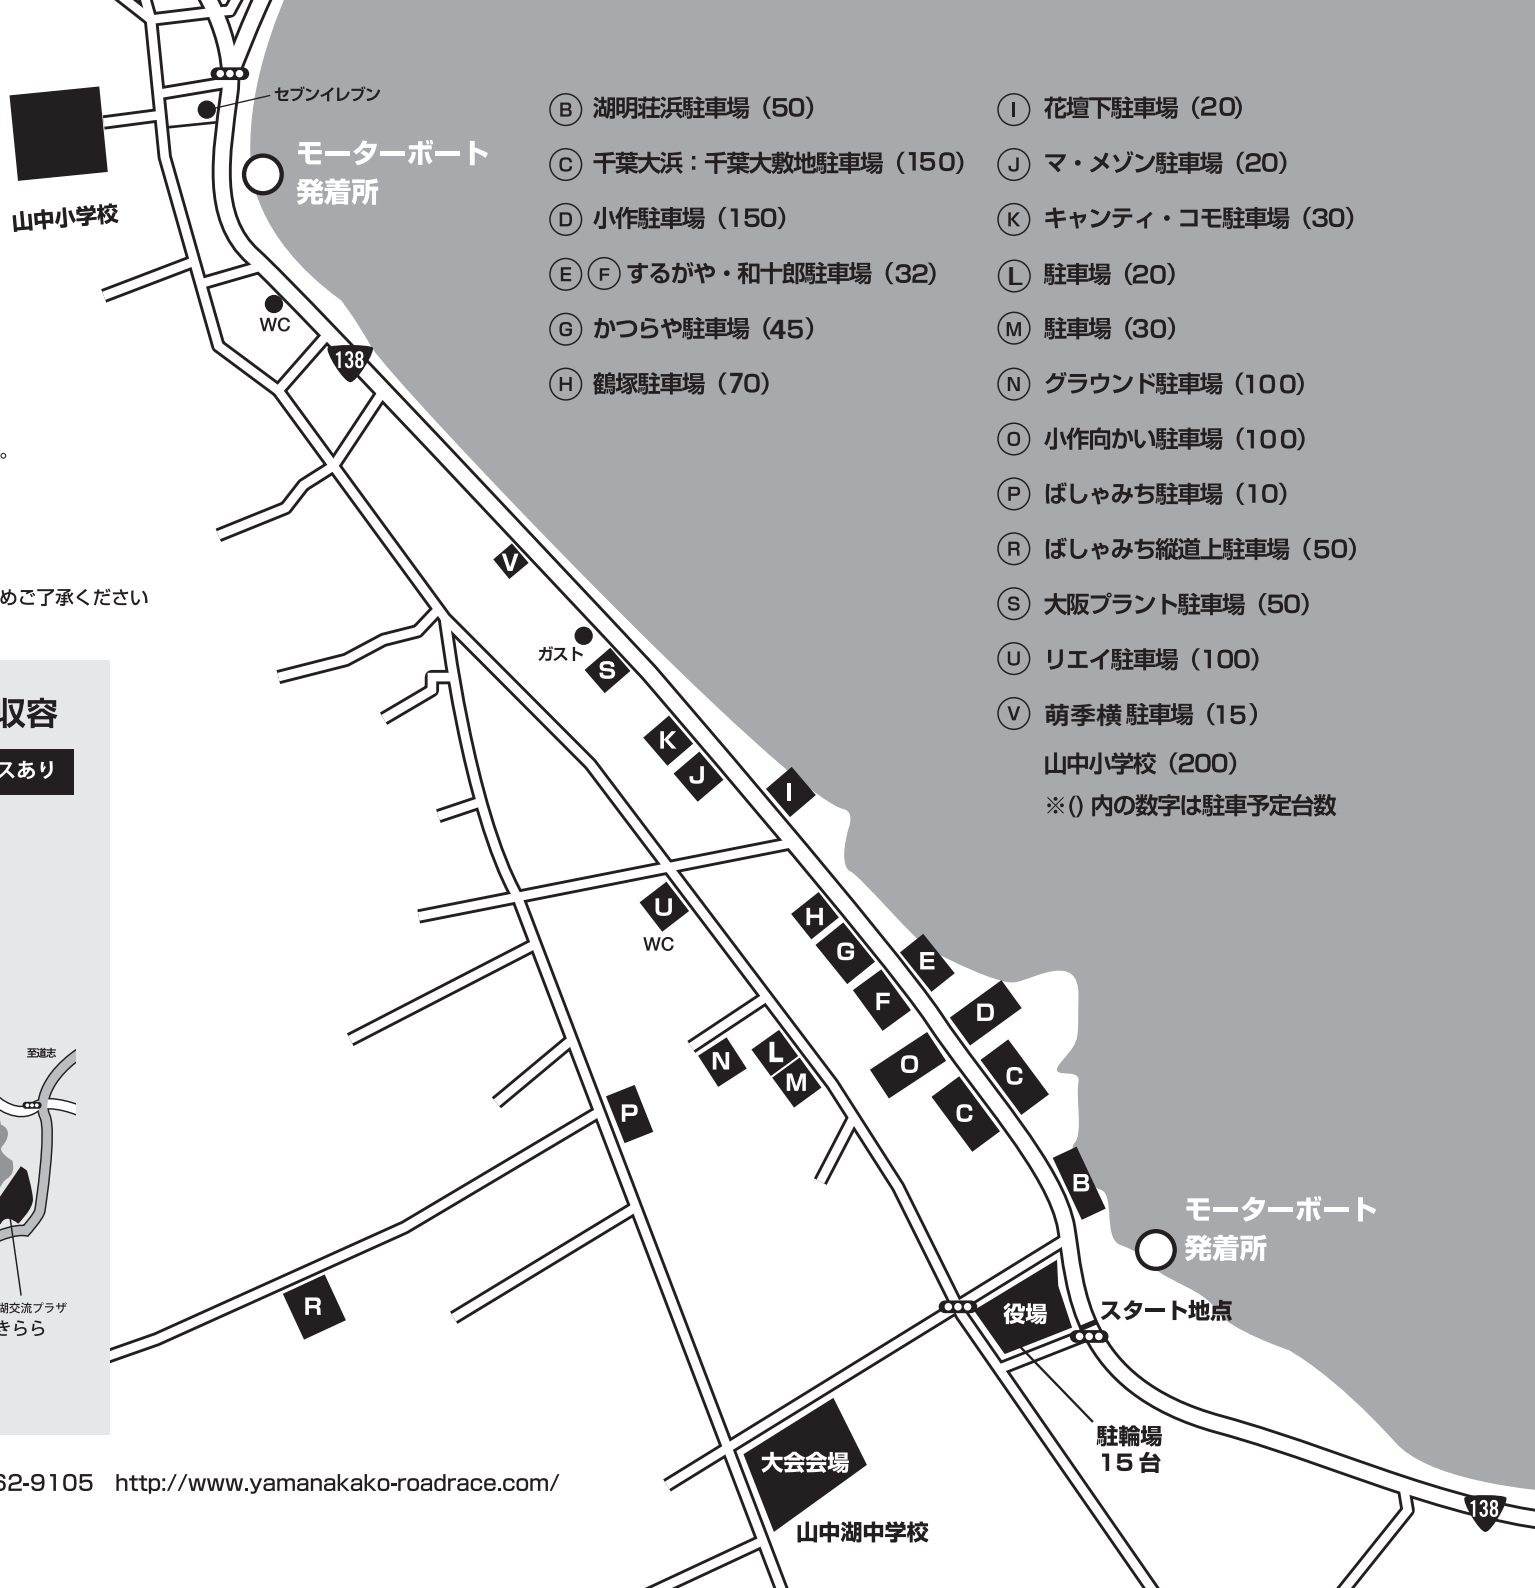 セブンイレブン
モーターボート
発着所
山中小学校
WC
138
Ⓑ 湖明荘浜駐車場（50）
Ⓒ 千葉大浜：千葉大敷地駐車場（150）
Ⓓ 小作駐車場（150）
ⒺⒻ するがや・和十郎駐車場（32）
Ⓖ かつらや駐車場（45）
Ⓗ 鶴塚駐車場（70）
Ⓘ 花壇下駐車場（20）
Ⓙ マ・メゾン駐車場（20）
Ⓚ キャンティ・コモ駐車場（30）
Ⓛ 駐車場（20）
Ⓜ 駐車場（30）
Ⓝ グラウンド駐車場（100）
Ⓞ 小作向かい駐車場（100）
Ⓟ ばしゃみち駐車場（10）
Ⓡ ばしゃみち縦道上駐車場（50）
Ⓢ 大阪プラント駐車場（50）
Ⓤ リエイ駐車場（100）
Ⓥ 萌季横駐車場（15）
山中小学校（200）
※() 内の数字は駐車予定台数
。
めご了承ください
収容
スあり
至道志
湖交流プラザ
きらら
V
ガスト
S
K
J
I
U
WC
H
G
F
E
D
O
C
C
N
L
M
P
B
R
モーターボート
発着所
役場
スタート地点
駐輪場
15台
大会会場
山中湖中学校
138
62-9105 http://www.yamanakako-roadrace.com/